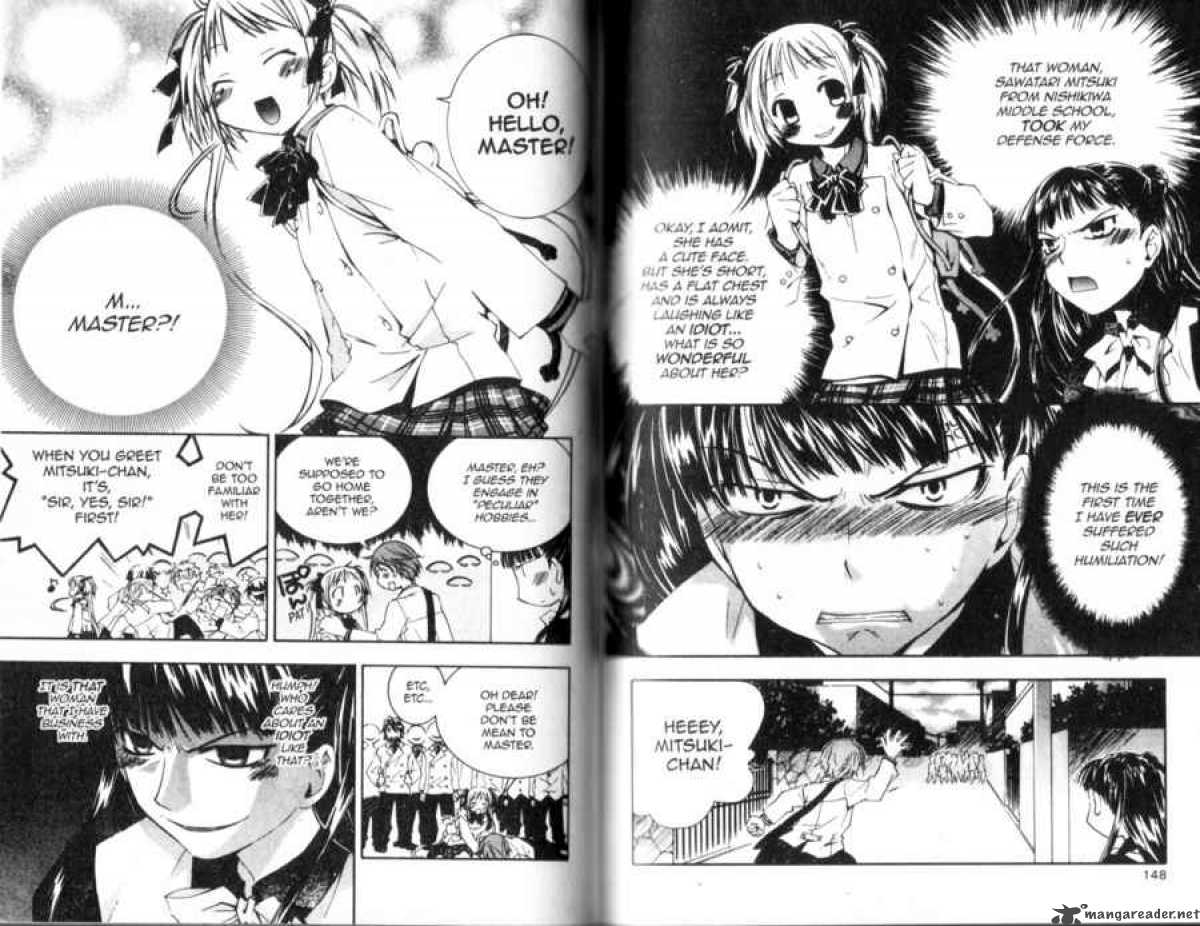 THAT WOMAN,
SAWATARI MITSUKI
FROM NISHIKIWA
MIDDLE SCHOOL,
TOOK MY
DEFENSE FORCE.
OKAY, I ADMIT,
SHE HAS
A CUTE FACE.
BUT SHE'S SHORT,
HAS A FLAT CHEST
AND IS ALWAYS
LAUGHING LIKE
AN IDIOT...
WHAT IS SO
WONDERFUL
ABOUT HER?
THIS IS THE
FIRST TIME
I HAVE EVER
SUFFERED
SUCH
HUMILIATION!
HEEEY,
MITSUKI-
CHAN!
148
OH!
HELLO,
MASTER!
M...
MASTER?!
MASTER, EH?
I GUESS THEY
ENGAGE IN
"PECULIAR"
HOBBIES...
WE'RE
SUPPOSED TO
GO HOME
TOGETHER,
AREN'T WE?
DON'T
BE TOO
FAMILIAR
WITH
HER!
WHEN YOU GREET
MITSUKI-CHAN,
IT'S,
"SIR, YES, SIR!"
FIRST!
OH DEAR!
PLEASE
DON'T BE
MEAN TO
MASTER.
ETC,
ETC...
HUMPH!
WHO
CARES
ABOUT AN
IDIOT
LIKE
THAT?
IT IS THAT
WOMAN
THAT I HAVE
BUSINESS
WITH.
mangareader.net